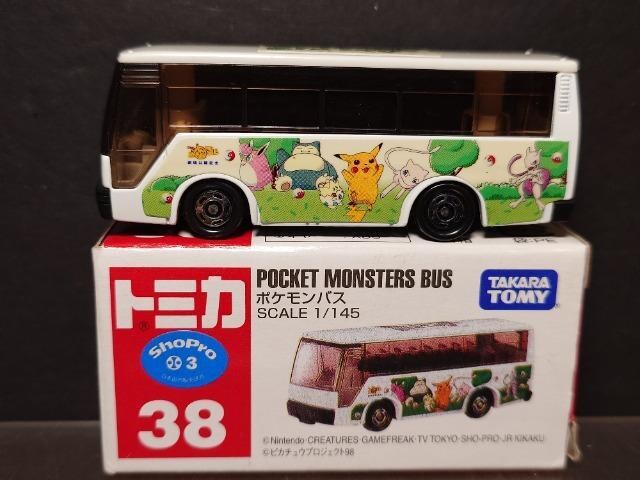 POCKET MONSTERS BUS
ポケモンバス
SCALE 1/145
トミカ
®
TAKARA
TOMY
ShoPro
3
38
©Nintendo･CREATURES･GAMEFREAK･TV TOKYO･SHO-PRO･JR KIKAKU
©ピカチュウプロジェクト98